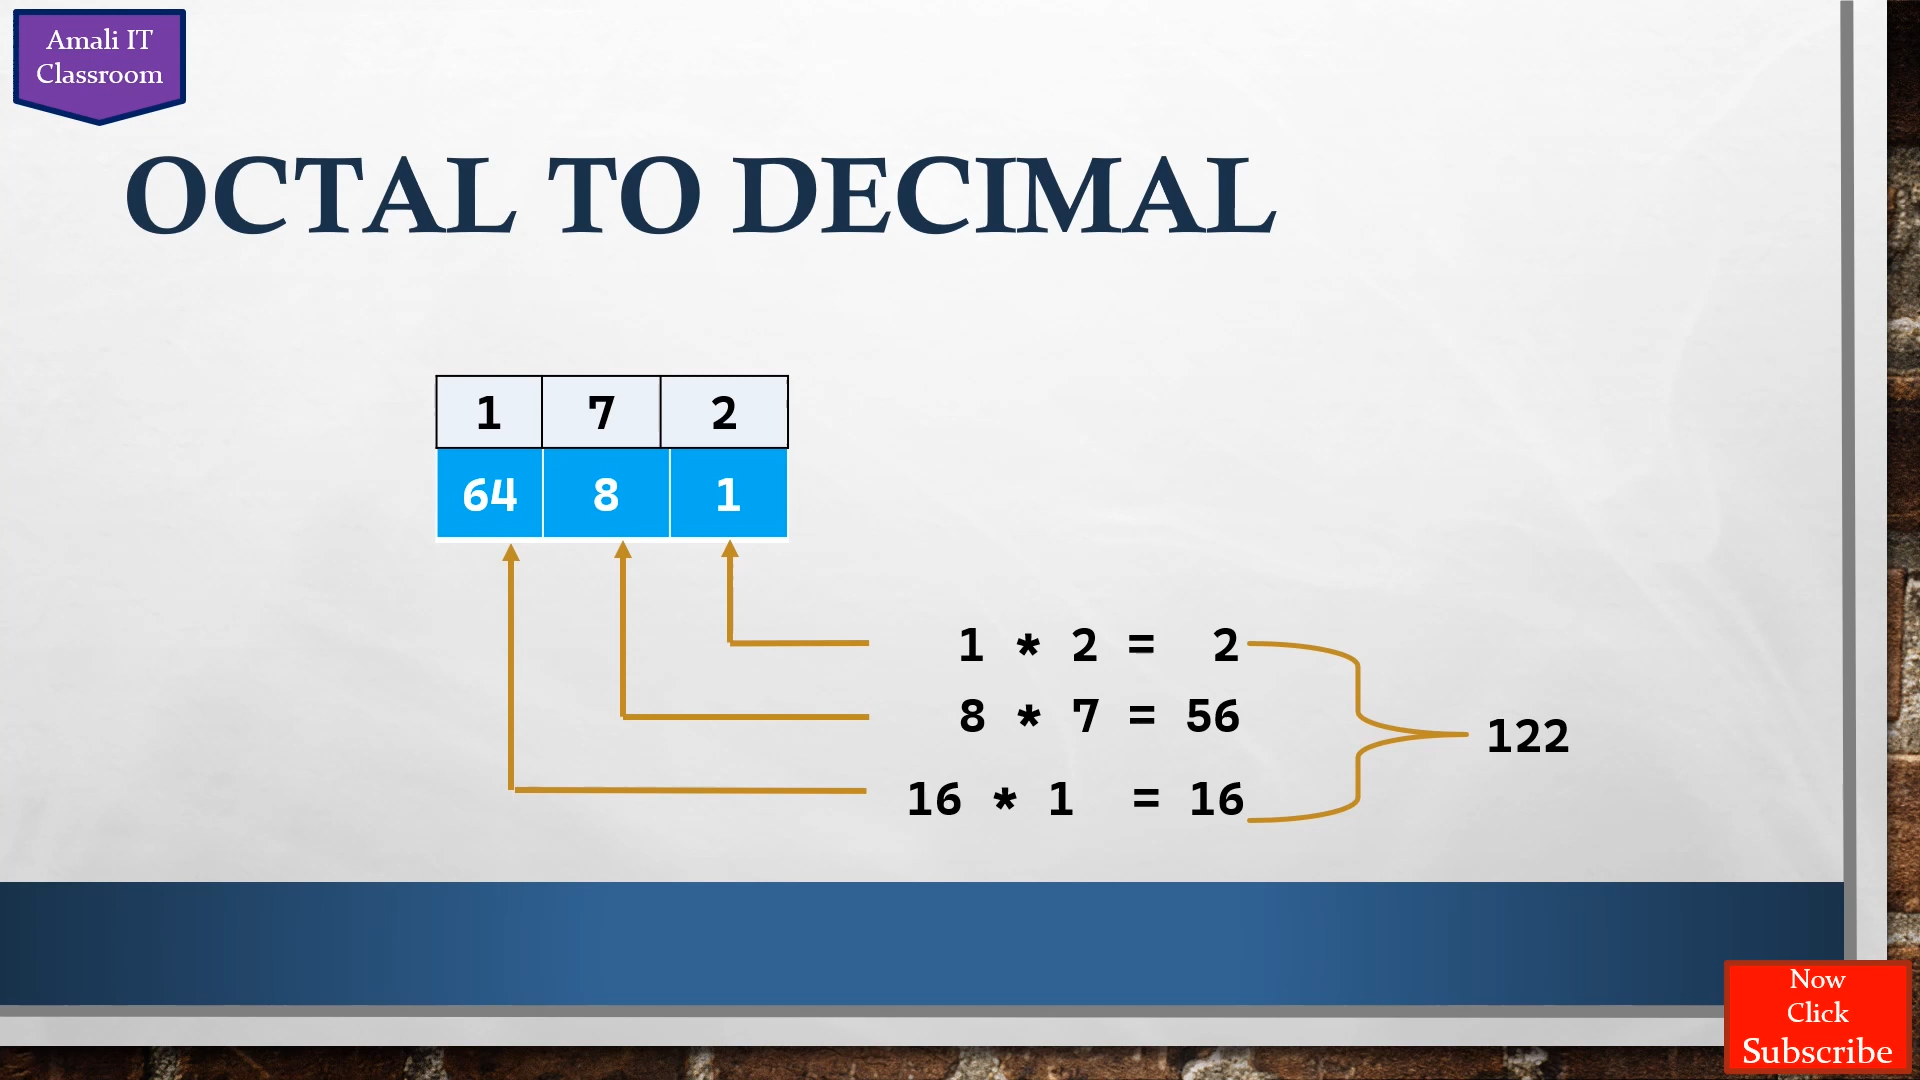 Amali IT
Classroom
OCTAL TO DECIMAL
1 7 2
64 8 1
1 * 2 = 2
8 * 7 = 56
122
16 * 1 = 16
Now
Click
Subscribe